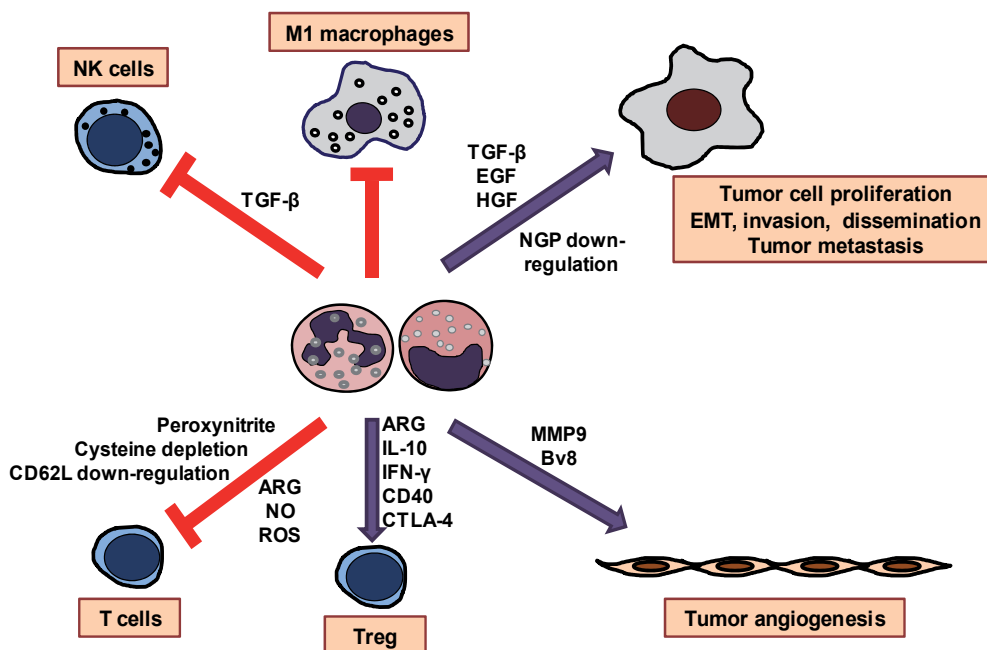 M1 macrophages
NK cells
TGF-β
TGF-β
EGF
HGF
NGP down-
regulation
Tumor cell proliferation
EMT, invasion, dissemination
Tumor metastasis
Peroxynitrite
Cysteine depletion
CD62L down-regulation
ARG
NO
ROS
ARG
IL-10
IFN-γ
CD40
CTLA-4
MMP9
Bv8
T cells
Treg
Tumor angiogenesis